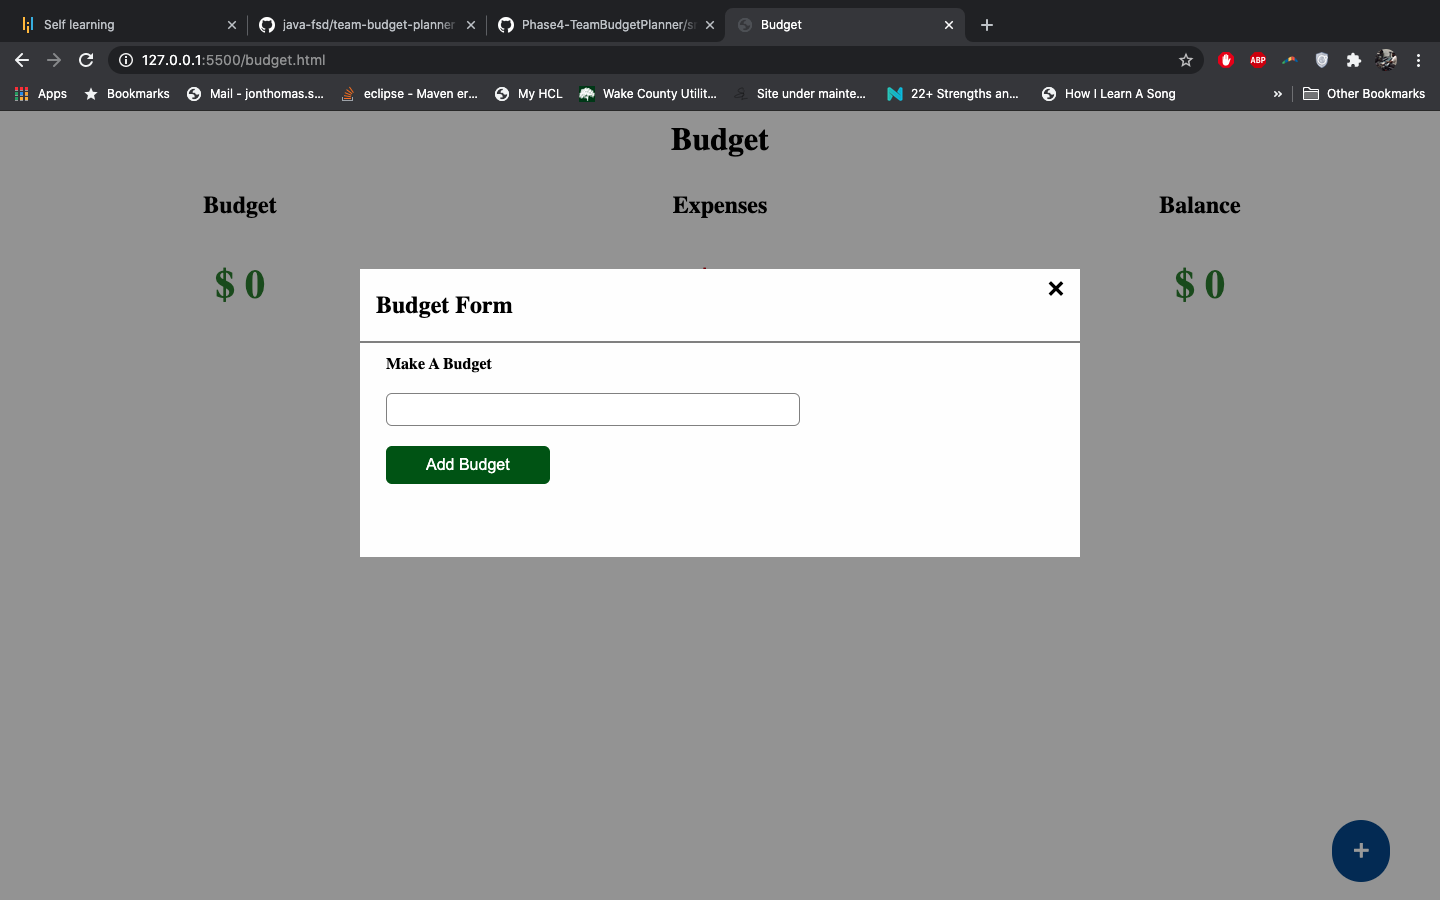 Self learning
java-fsd/team-budget-planner
Phase4-TeamBudgetPlanner/s
Budget
127.0.0.1:5500/budget.html
ABP
Apps
Bookmarks
Mail - jonthomas.s...
eclipse - Maven er...
My HCL
Wake County Utilit...
Site under mainte...
22+ Strengths an...
How I Learn A Song
»
Other Bookmarks
Budget
Budget
Expenses
Balance
$ 0
$ 0
Budget Form
Make A Budget
Add Budget
+